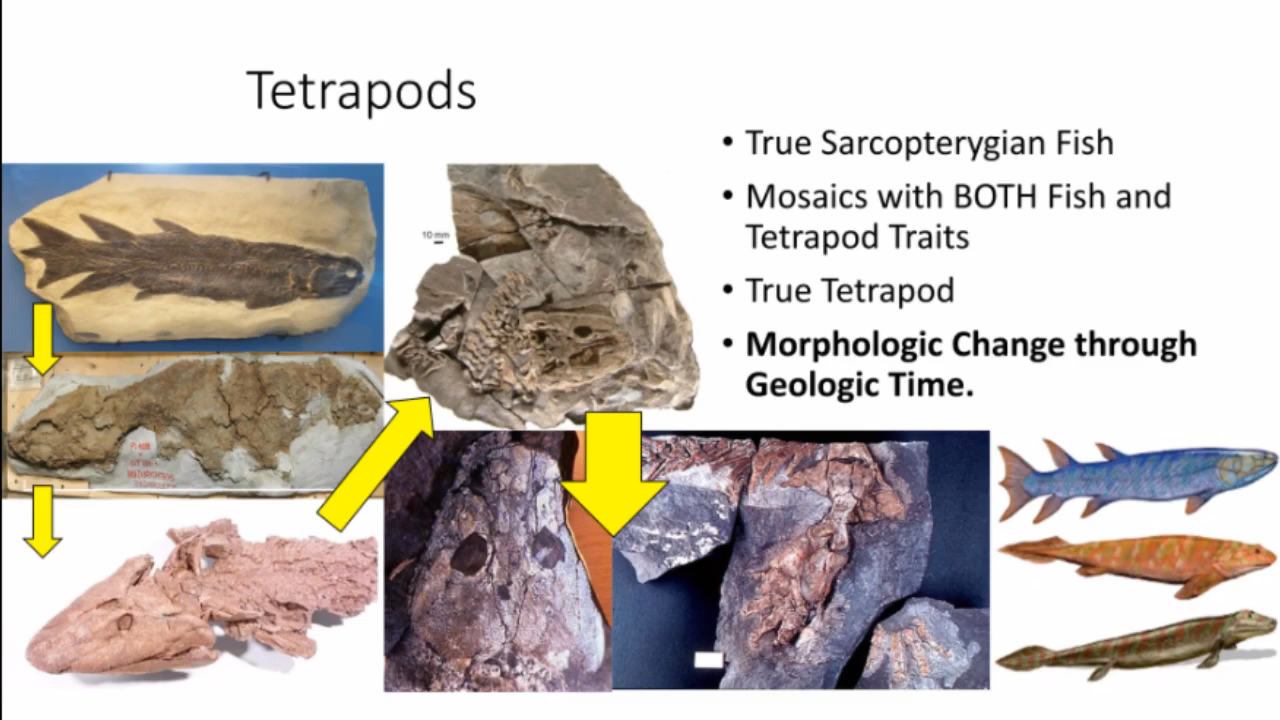 Tetrapods
• True Sarcopterygian Fish
• Mosaics with BOTH Fish and
Tetrapod Traits
• True Tetrapod
• Morphologic Change through
Geologic Time.
10 mm